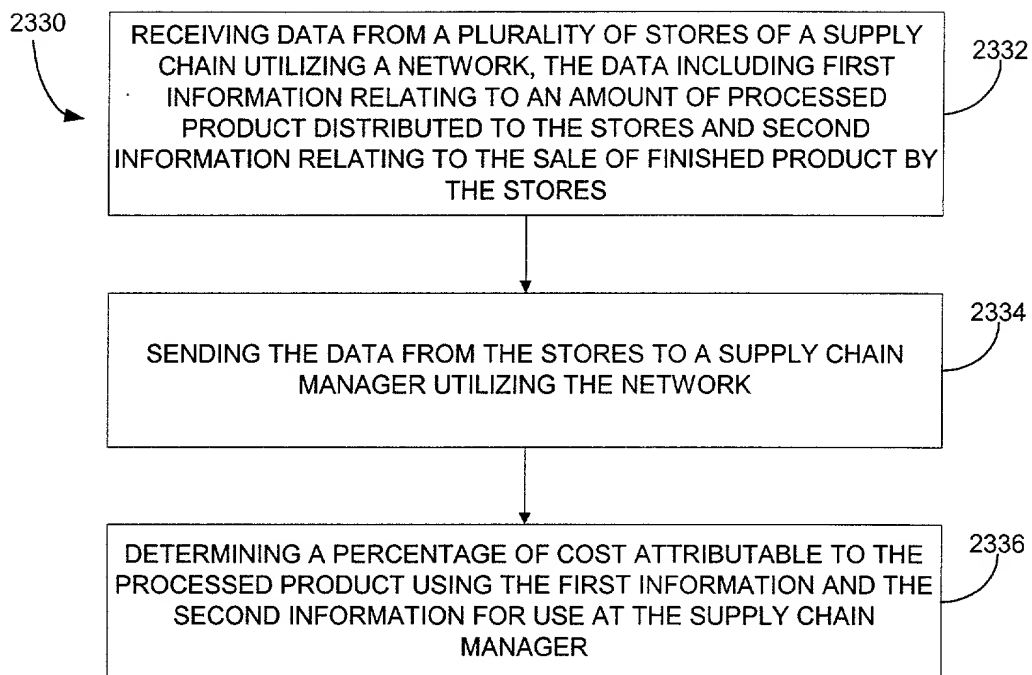 2330
RECEIVING DATA FROM A PLURALITY OF STORES OF A SUPPLY
CHAIN UTILIZING A NETWORK, THE DATA INCLUDING FIRST
INFORMATION RELATING TO AN AMOUNT OF PROCESSED
PRODUCT DISTRIBUTED TO THE STORES AND SECOND
INFORMATION RELATING TO THE SALE OF FINISHED PRODUCT BY
THE STORES
2332
SENDING THE DATA FROM THE STORES TO A SUPPLY CHAIN
MANAGER UTILIZING THE NETWORK
2334
DETERMINING A PERCENTAGE OF COST ATTRIBUTABLE TO THE
PROCESSED PRODUCT USING THE FIRST INFORMATION AND THE
SECOND INFORMATION FOR USE AT THE SUPPLY CHAIN
MANAGER
2336